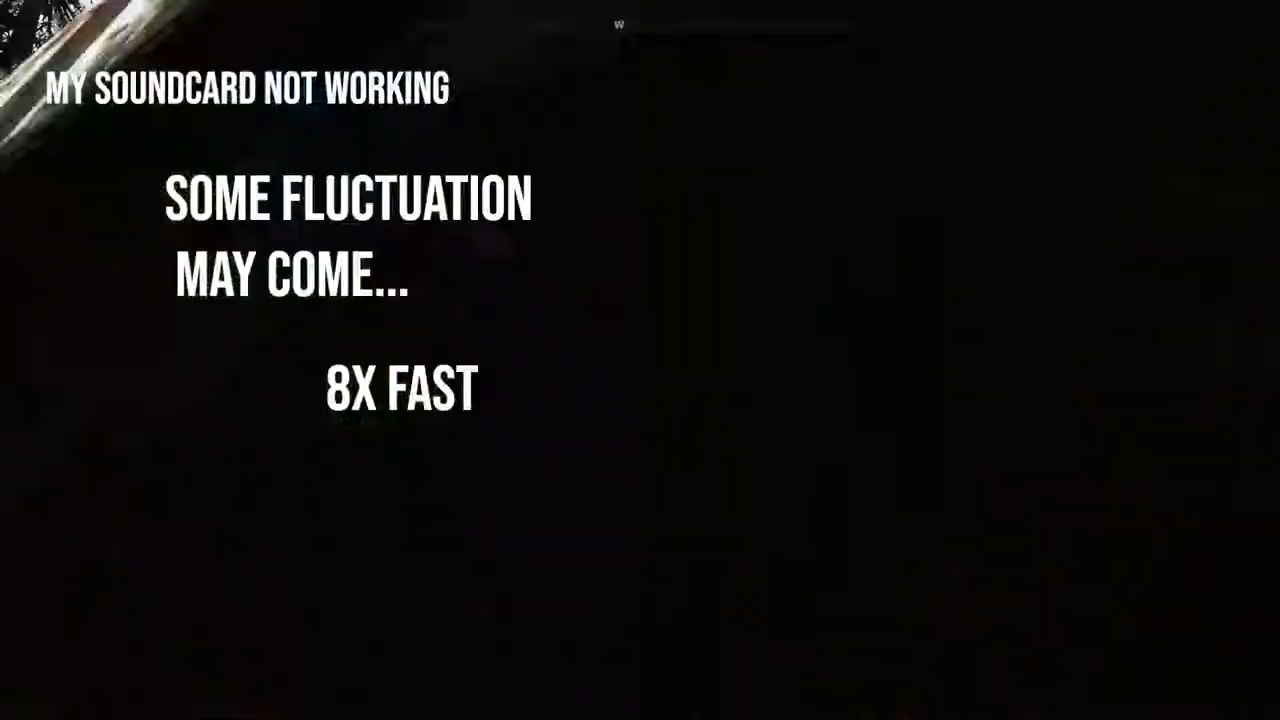 W
MY SOUNDCARD NOT WORKING
SOME FLUCTUATION
MAY COME...
8X FAST